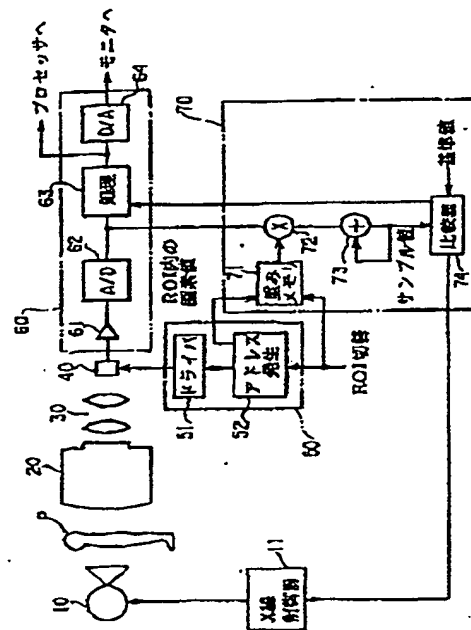 プロセッサへ
モニタへ
60
61
62
A/D
63
処理
D/A
64
70
10
P
20
30
40
ROI内の
画素値
51
ドライバ
52
アドレス
発生
50
ROI切替
71
重み
メモリ
×
72
+
73
サンプル値
基準値
比較器
74
11
X線
制御器